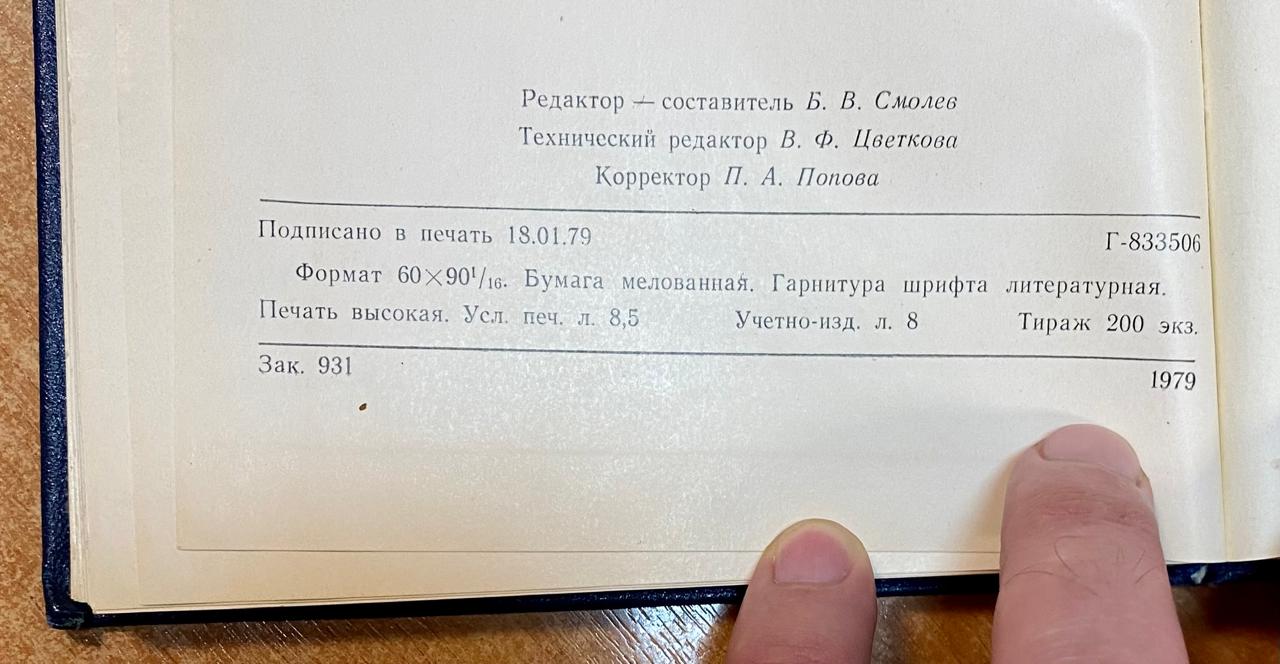 Редактор — составитель Б. В. Смолев
Технический редактор В. Ф. Цветкова
Корректор П. А. Попова
Подписано в печать 18.01.79 Г-833506
Формат 60×90¹/₁₆. Бумага мелованная. Гарнитура шрифта литературная.
Печать высокая. Усл. печ. л. 8,5 Учетно-изд. л. 8 Тираж 200 экз.
Зак. 931 1979